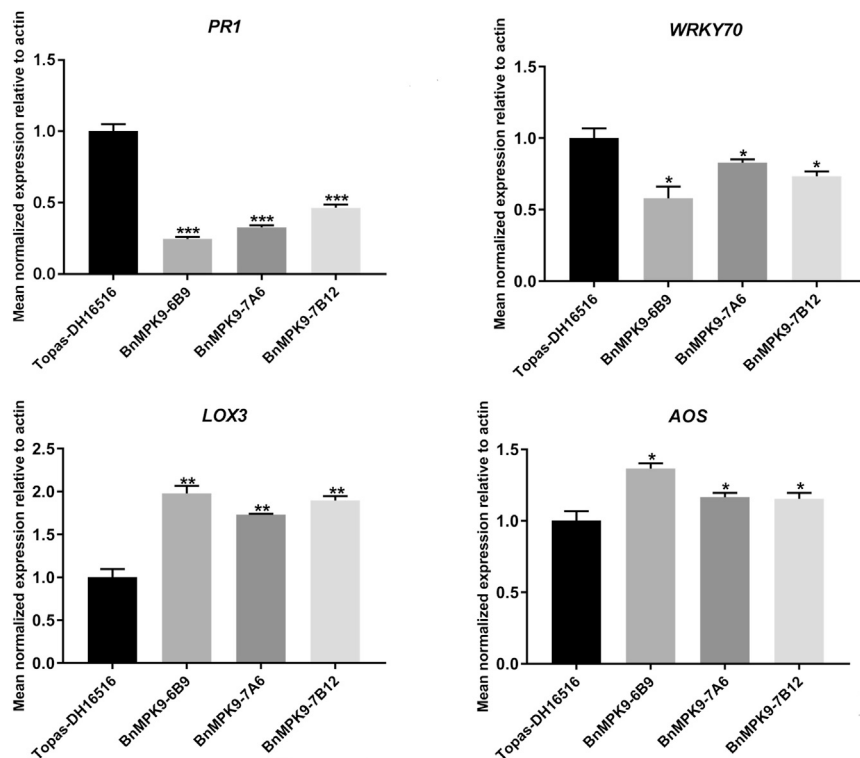 PR1
Mean normalized expression relative to actin
1.5
1.0
0.5
0.0
***
***
***
Topas-DH16516
BnMPK9-6B9
BnMPK9-7A6
BnMPK9-7B12
WRKY70
Mean normalized expression relative to actin
1.5
1.0
0.5
0.0
*
*
*
Topas-DH16516
BnMPK9-6B9
BnMPK9-7A6
BnMPK9-7B12
LOX3
Mean normalized expression relative to actin
2.5
2.0
1.5
1.0
0.5
0.0
**
**
**
Topas-DH16516
BnMPK9-6B9
BnMPK9-7A6
BnMPK9-7B12
AOS
Mean normalized expression relative to actin
1.5
1.0
0.5
0.0
*
*
*
Topas-DH16516
BnMPK9-6B9
BnMPK9-7A6
BnMPK9-7B12